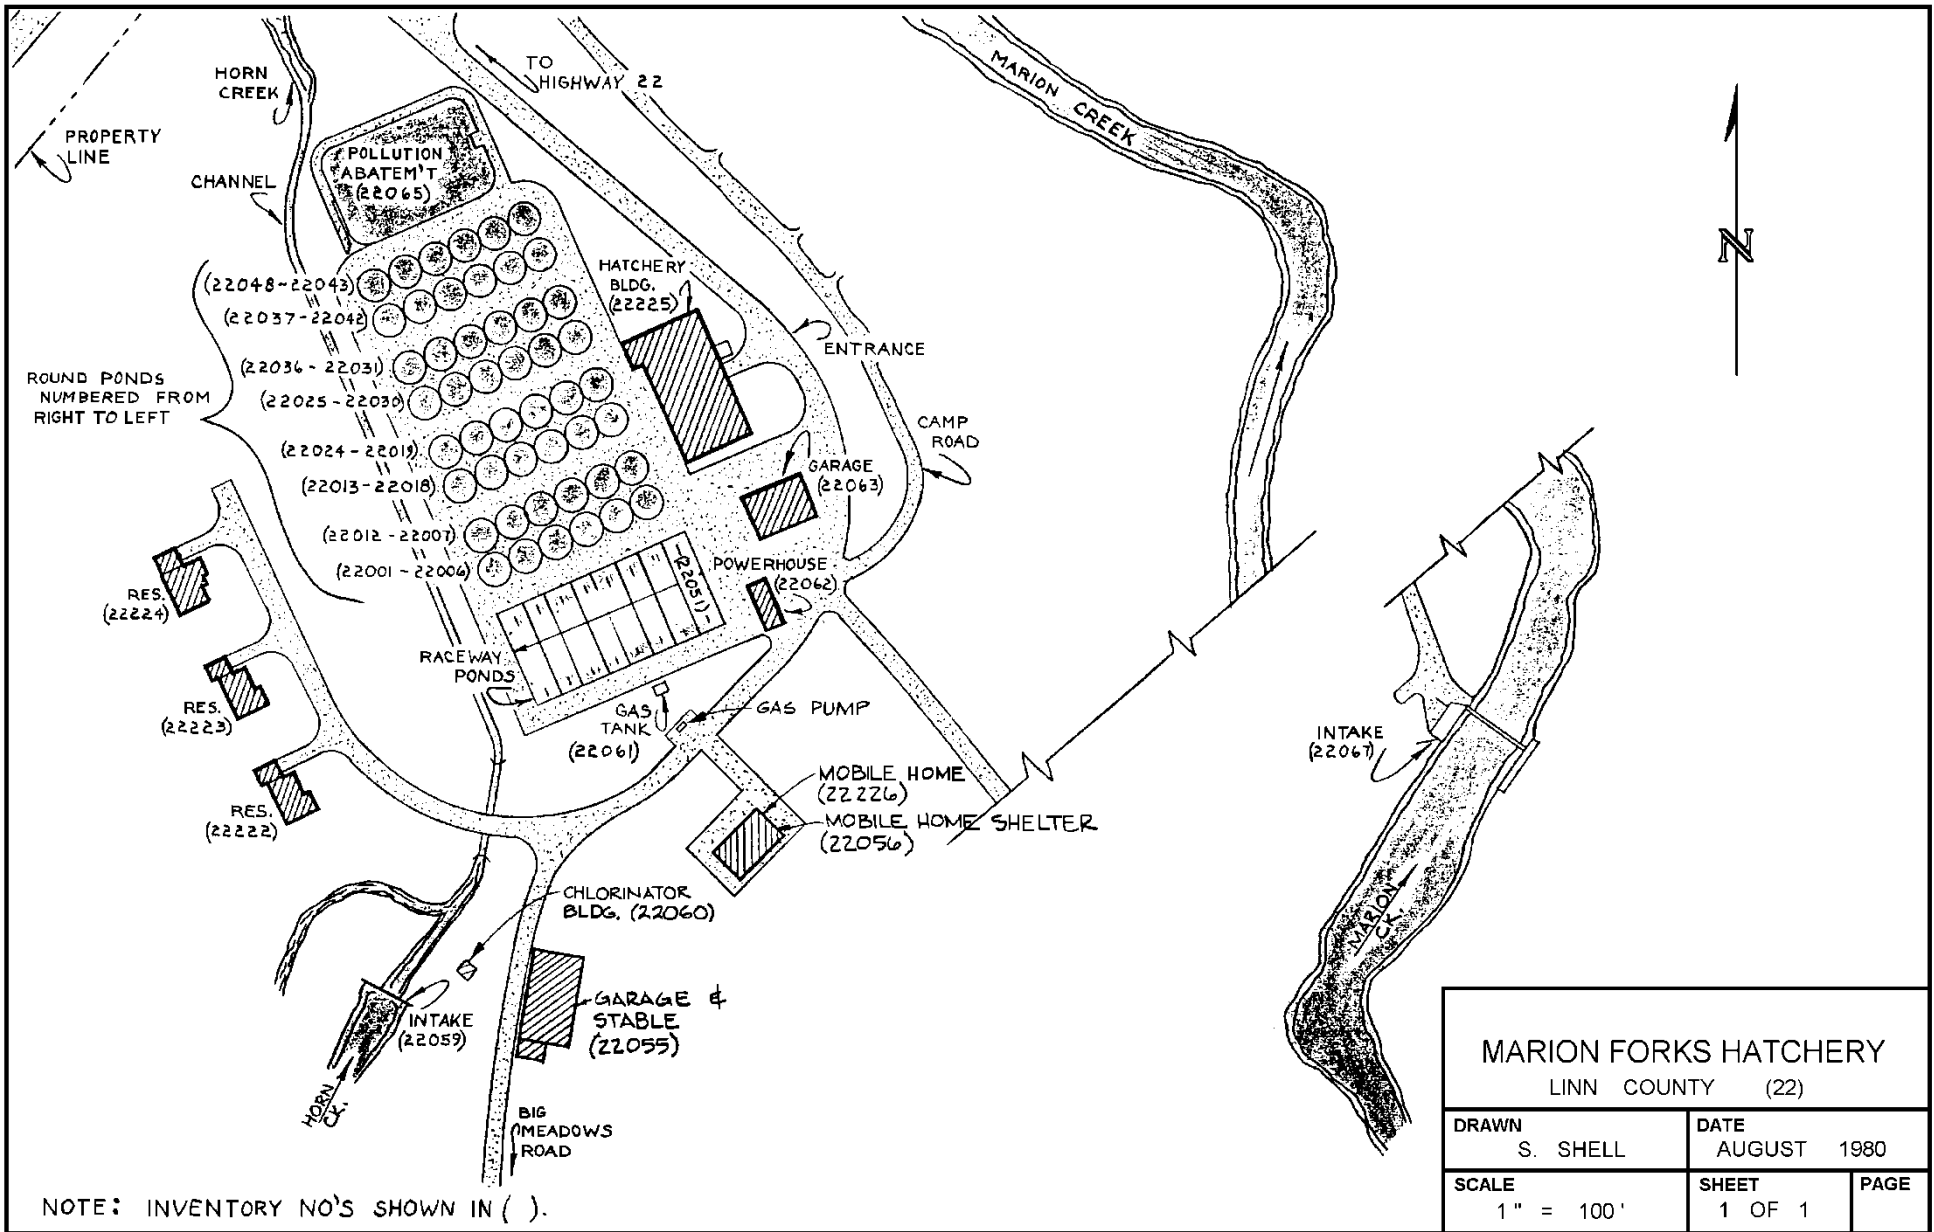 HORN
CREEK
TO
HIGHWAY 22
MARION CREEK
PROPERTY
LINE
POLLUTION
ABATEM'T
(22065)
CHANNEL
N
HATCHERY
BLDG.
(22225)
(22048-22043)
(22037-22042)
ENTRANCE
(22036 - 22031)
(22025 - 22030)
ROUND PONDS
NUMBERED FROM
RIGHT TO LEFT
CAMP
ROAD
(22024 - 22019)
(22013 - 22018)
GARAGE
(22063)
(22012 - 22007)
(22001 - 22006)
POWERHOUSE
(22062)
(22051)
RES.
(22224)
RACEWAY
PONDS
RES.
(22223)
GAS
TANK
(22061)
GAS PUMP
INTAKE
(22067)
MOBILE HOME
(22226)
MOBILE HOME SHELTER
(22056)
RES.
(22222)
CHLORINATOR
BLDG. (22060)
MARION
CK.
GARAGE &
STABLE
(22055)
INTAKE
(22059)
HORN
CK.
BIG
MEADOWS
ROAD
NOTE: INVENTORY NO'S SHOWN IN ( ).
MARION FORKS HATCHERY
LINN COUNTY (22)
DRAWN
S. SHELL
DATE
AUGUST 1980
SCALE
1" = 100'
SHEET
1 OF 1
PAGE